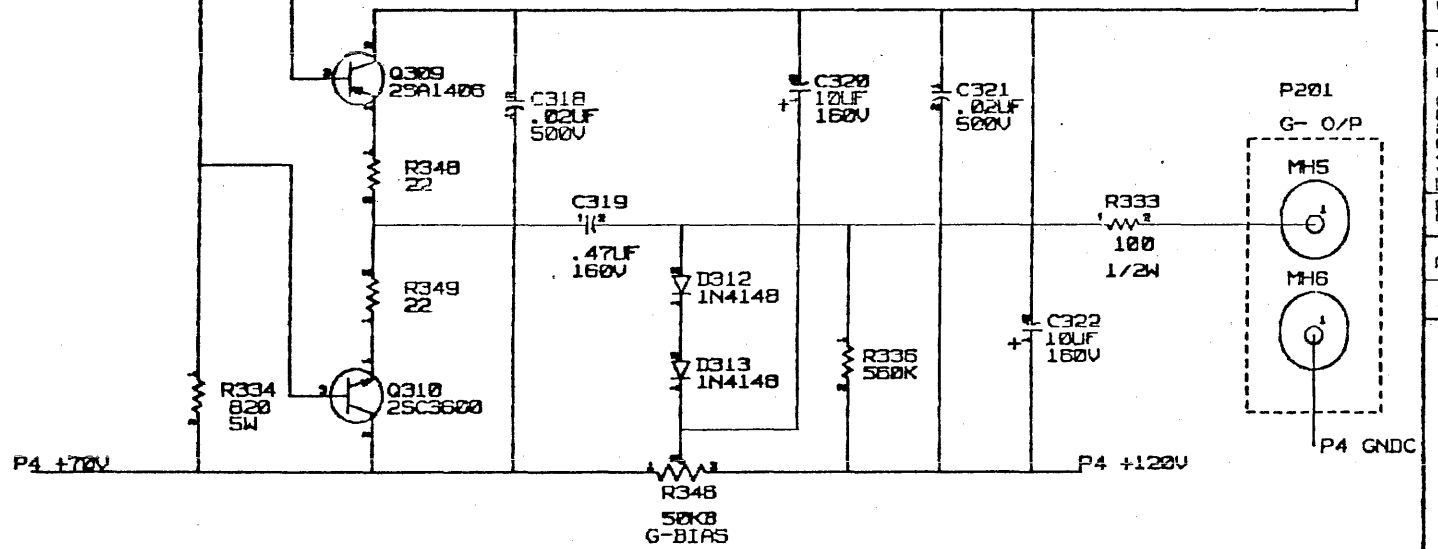 Q309
2SA1406
C318
.02UF
500V
C320
10UF
160V
C321
.02UF
500V
P201
G- O/P
MH5
R348
22
C319
.47UF
160V
R333
100
1/2W
D312
1N4148
MH6
R349
22
C322
10UF
160V
D313
1N4148
R336
560K
R334
820
5W
Q310
2SC3600
P4 GNDC
P4 +70V
P4 +120V
R346
50KB
G-BIAS